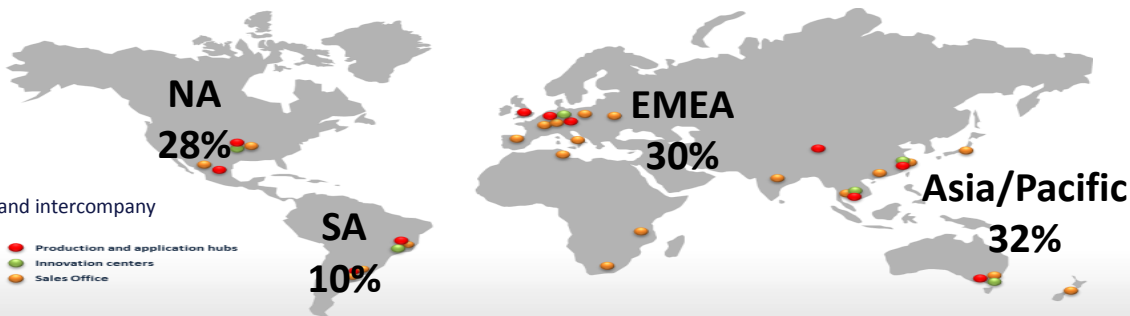 NA
28%
EMEA
30%
Asia/Pacific
32%
SA
10%
and intercompany
Production and application hubs
Innovation centers
Sales Office